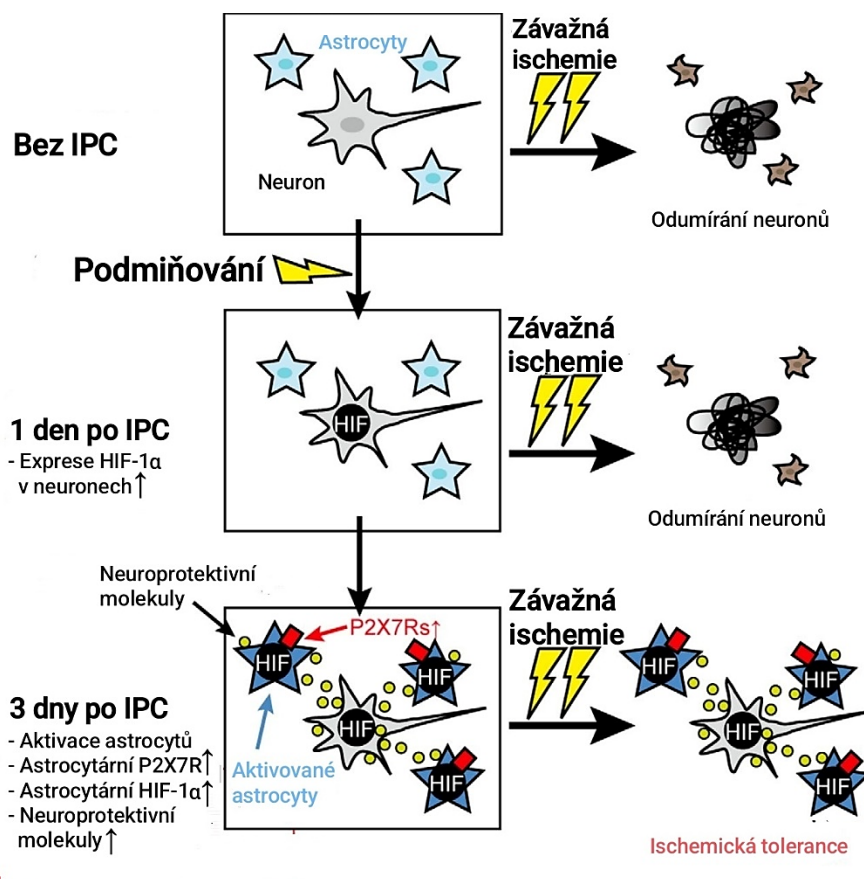 Astrocyty
Závažná
ischemie
Bez IPC
Neuron
Odumírání neuronů
Podmiňování
Závažná
ischemie
HIF
1 den po IPC
- Exprese HIF-1α
v neuronech↑
Odumírání neuronů
Neuroprotektivní
molekuly
P2X7Rs↑
Závažná
ischemie
HIF
HIF
HIF
HIF
HIF
HIF
HIF
HIF
3 dny po IPC
- Aktivace astrocytů
- Astrocytární P2X7R↑
- Astrocytární HIF-1α↑
- Neuroprotektivní
molekuly↑
Aktivované
astrocyty
Ischemická tolerance